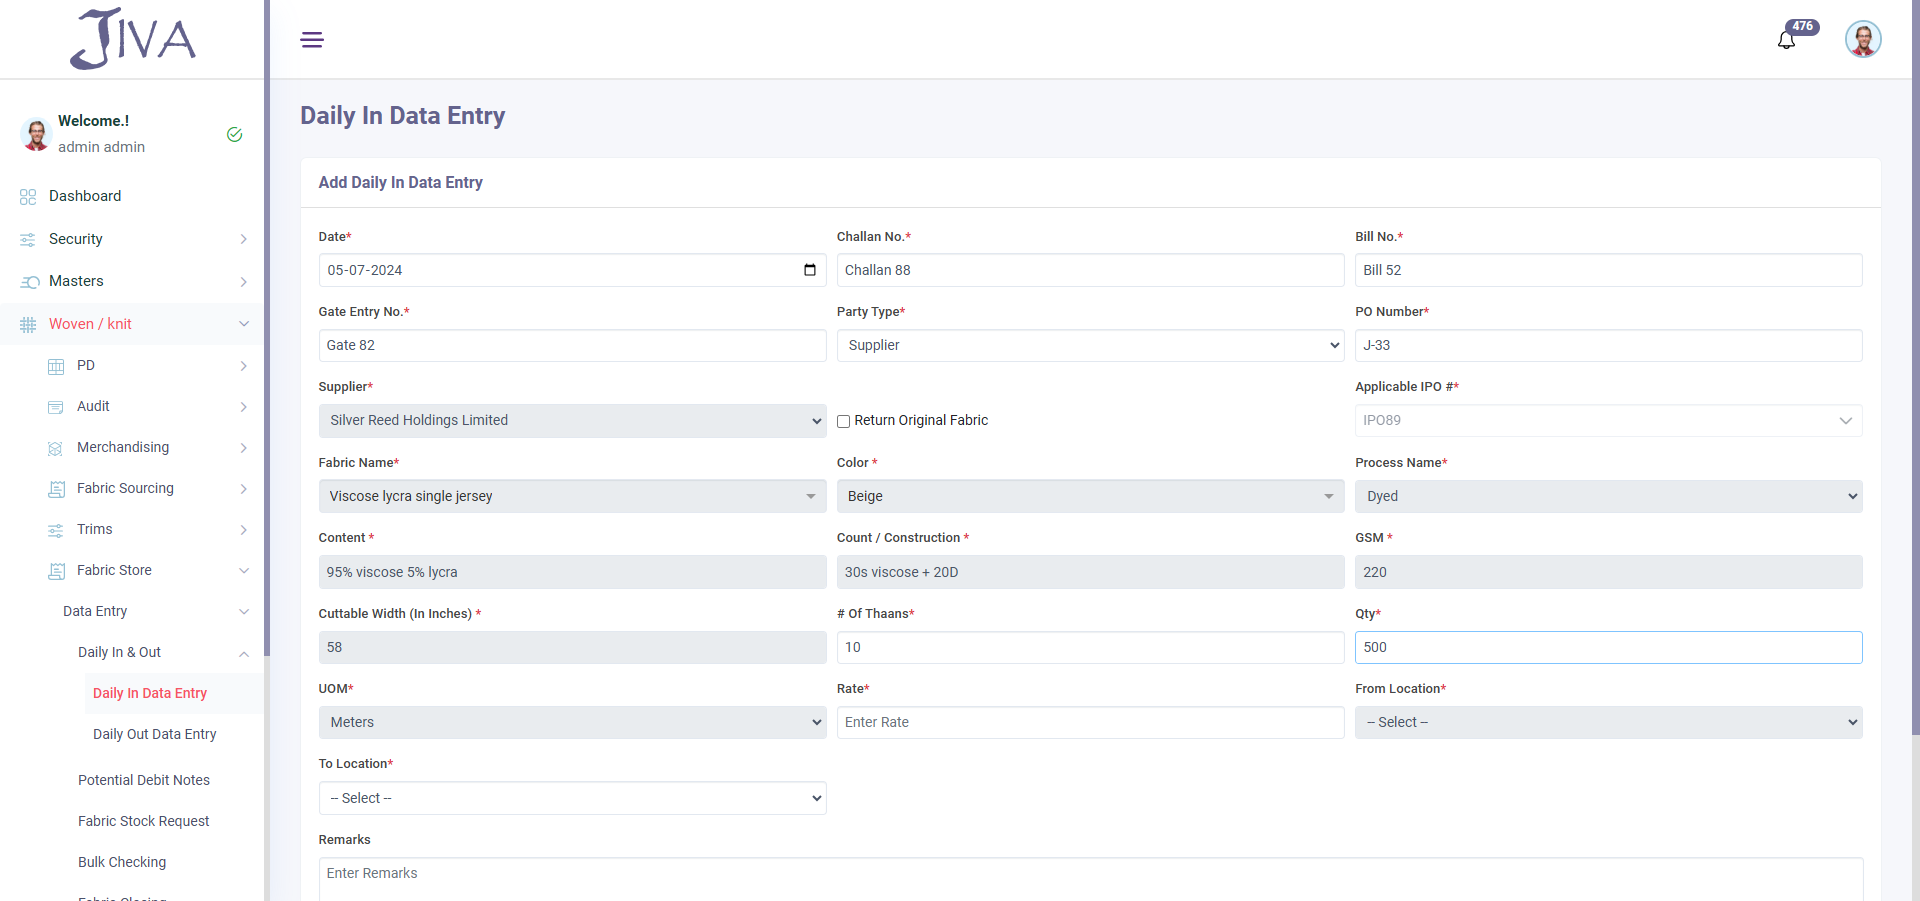 JIVA
476
Welcome.!
admin admin
Dashboard
Security
Masters
Woven / knit
PD
Audit
Merchandising
Fabric Sourcing
Trims
Fabric Store
Data Entry
Daily In & Out
Daily In Data Entry
Daily Out Data Entry
Potential Debit Notes
Fabric Stock Request
Bulk Checking
Daily In Data Entry
Add Daily In Data Entry
Date* Challan No.* Bill No.*
05-07-2024 Challan 88 Bill 52
Gate Entry No.* Party Type* PO Number*
Gate 82 Supplier J-33
Supplier* Applicable IPO #*
Silver Reed Holdings Limited Return Original Fabric IPO89
Fabric Name* Color * Process Name*
Viscose lycra single jersey Beige Dyed
Content * Count / Construction * GSM *
95% viscose 5% lycra 30s viscose + 20D 220
Cuttable Width (In Inches) * # Of Thaans* Qty*
58 10 500
UOM* Rate* From Location*
Meters Enter Rate -- Select --
To Location*
-- Select --
Remarks
Enter Remarks